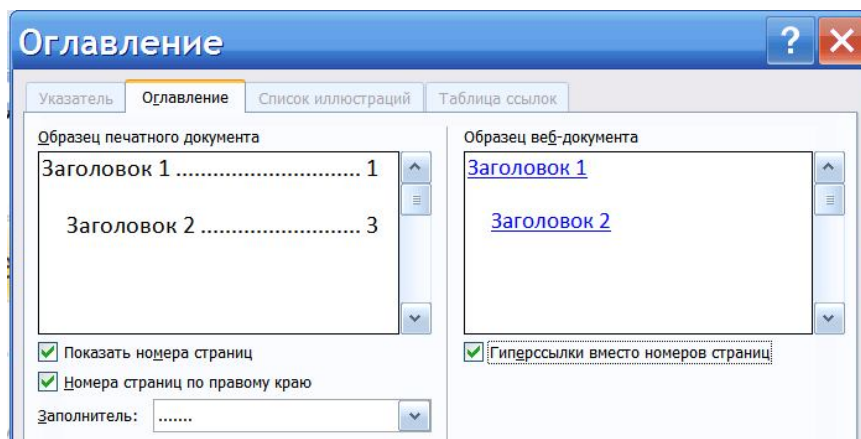 Оглавление
Указатель Оглавление Список иллюстраций Таблица ссылок
Образец печатного документа
Заголовок 1 .............................. 1
Заголовок 2 .......................... 3
Показать номера страниц
Номера страниц по правому краю
Заполнитель: .......
Образец веб-документа
Заголовок 1
Заголовок 2
Гиперссылки вместо номеров страниц